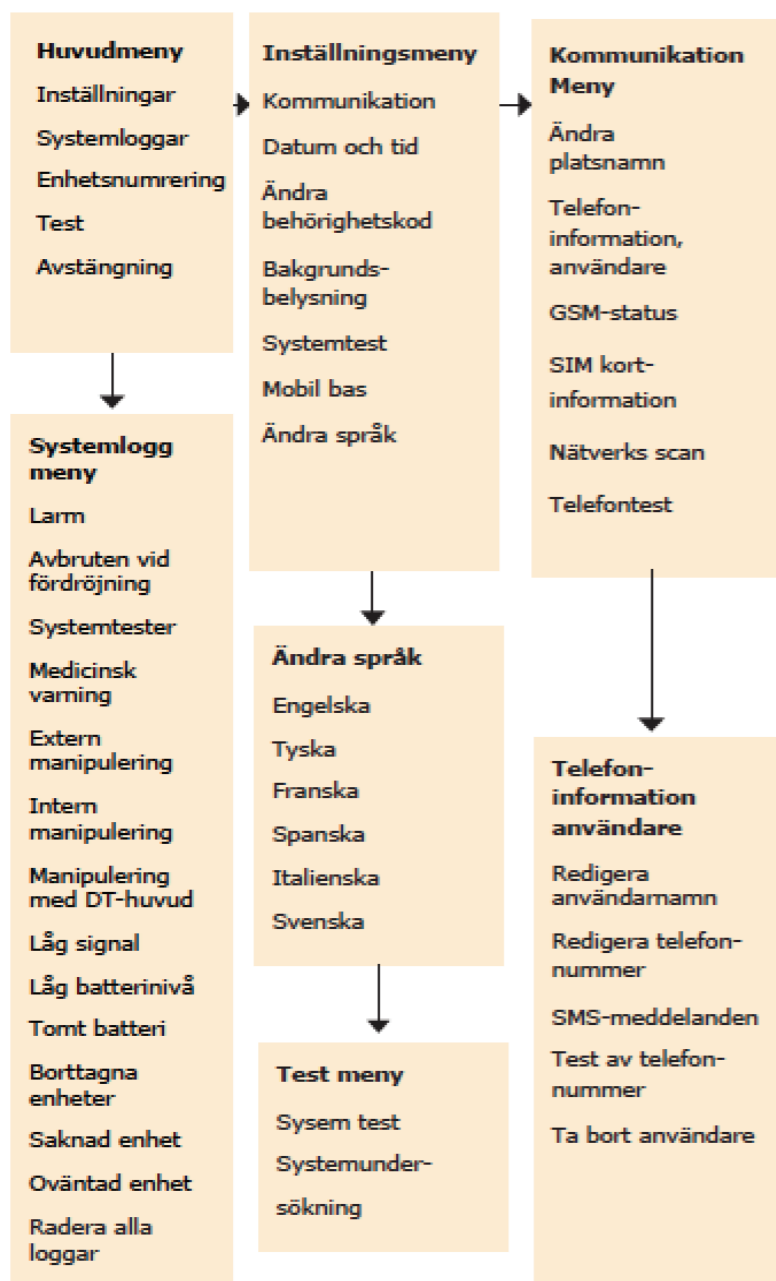 Huvudmeny
Inställningar
Systemloggar
Enhetsnumrering
Test
Avstängning
Inställningsmeny
Kommunikation
Datum och tid
Ändra
behörighetskod
Bakgrunds-
belysning
Systemtest
Mobil bas
Ändra språk
Kommunikation
Meny
Ändra
platsnamn
Telefon-
information,
användare
GSM-status
SIM kort-
information
Nätverks scan
Telefontest
Systemlogg
meny
Larm
Avbruten vid
fördröjning
Systemtester
Medicinsk
varning
Extern
manipulering
Intern
manipulering
Manipulering
med DT-huvud
Låg signal
Låg batterinivå
Tomt batteri
Borttagna
enheter
Saknad enhet
Oväntad enhet
Radera alla
loggar
Ändra språk
Engelska
Tyska
Franska
Spanska
Italienska
Svenska
Test meny
Sysem test
Systemunder-
sökning
Telefon-
information
användare
Redigera
användarnamn
Redigera telefon-
nummer
SMS-meddelanden
Test av telefon-
nummer
Ta bort användare